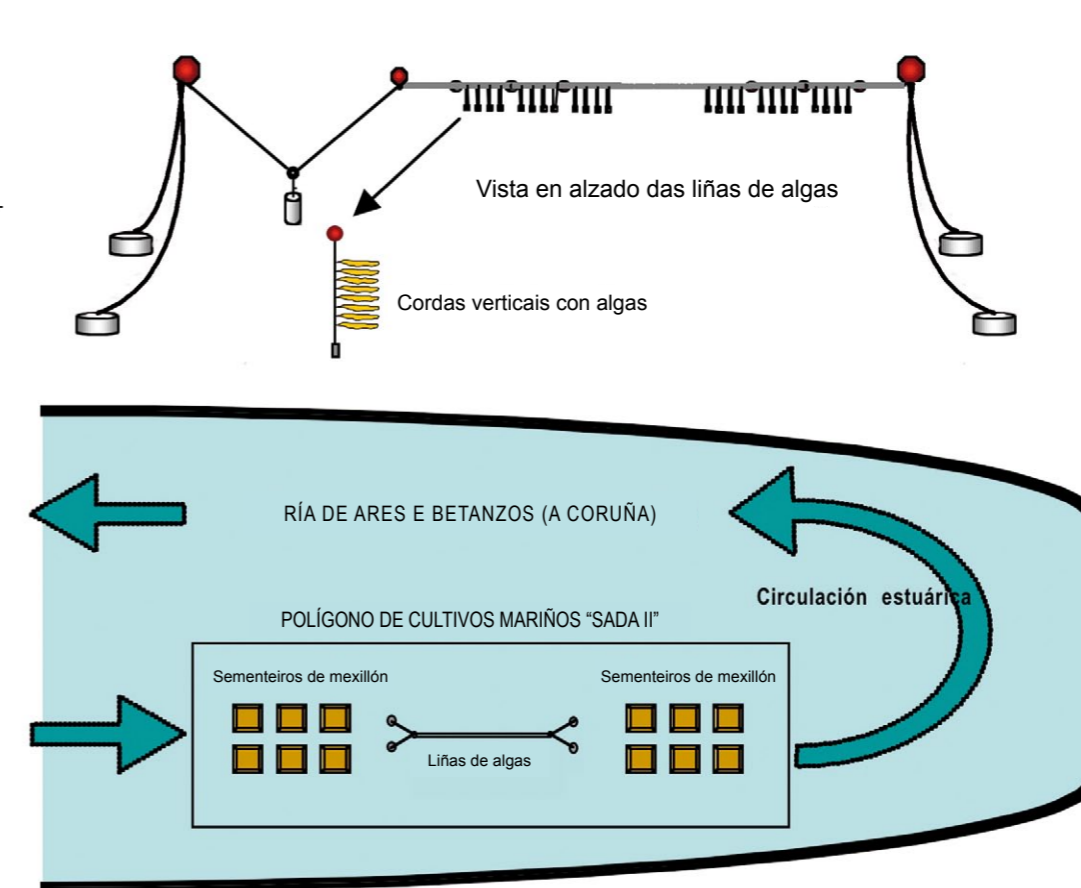 Vista en alzado das liñas de algas
Cordas verticais con algas
RÍA DE ARES E BETANZOS (A CORUÑA)
Circulación estuárica
POLÍGONO DE CULTIVOS MARIÑOS “SADA II”
Sementeiros de mexillón
Sementeiros de mexillón
Liñas de algas